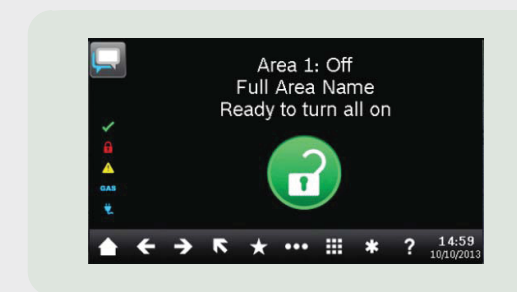 Area 1: Off
Full Area Name
Ready to turn all on
GAS
14:59
10/10/2013